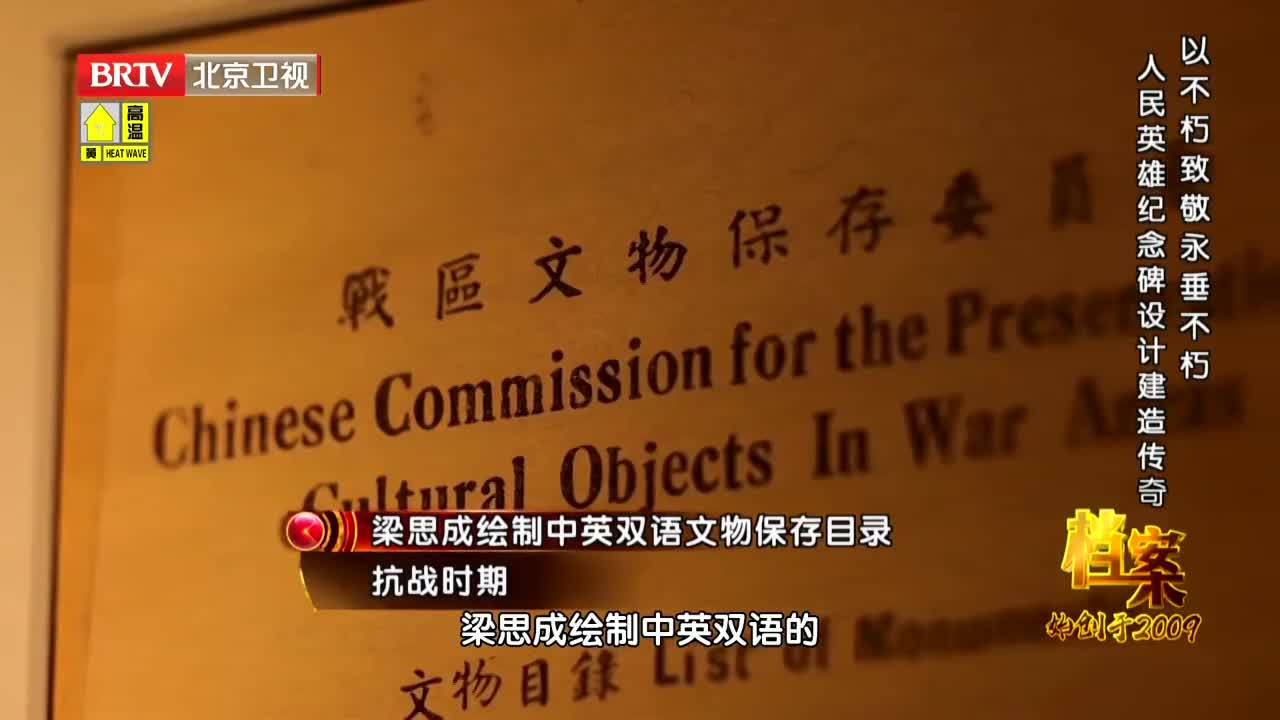 BRTV 北京卫视
高温
黄 HEAT WAVE
以不朽致敬永垂不朽
人民英雄纪念碑设计建造传奇
戰區文物保存委員
Chinese Commission for the
Cultural Objects In War Areas
梁思成绘制中英双语文物保存目录
抗战时期
梁思成绘制中英双语的
文物目錄 List of
档案
始创于2009